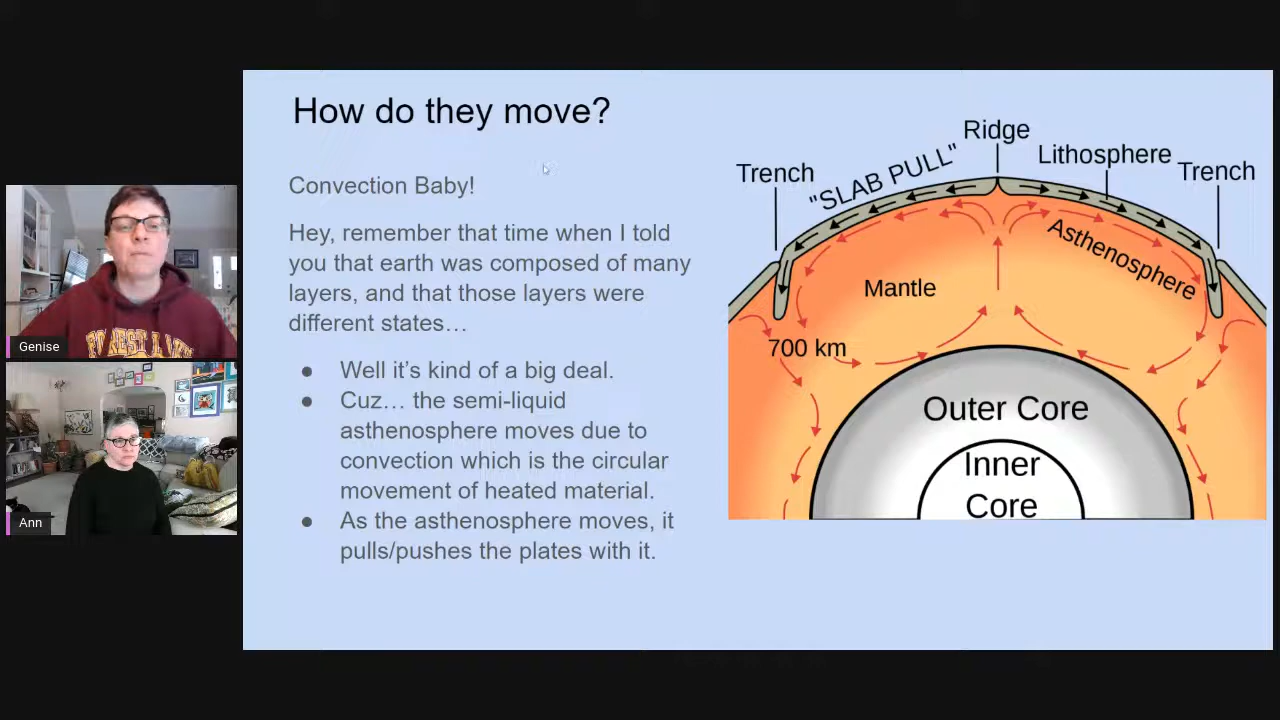 How do they move?
Convection Baby!
Hey, remember that time when I told
you that earth was composed of many
layers, and that those layers were
different states…
● Well it’s kind of a big deal.
● Cuz… the semi-liquid
asthenosphere moves due to
convection which is the circular
movement of heated material.
● As the asthenosphere moves, it
pulls/pushes the plates with it.
Ridge
Trench
"SLAB PULL"
Lithosphere
Trench
Asthenosphere
Mantle
700 km
Outer Core
Inner
Core
Genise
FOREST LAKE
Ann